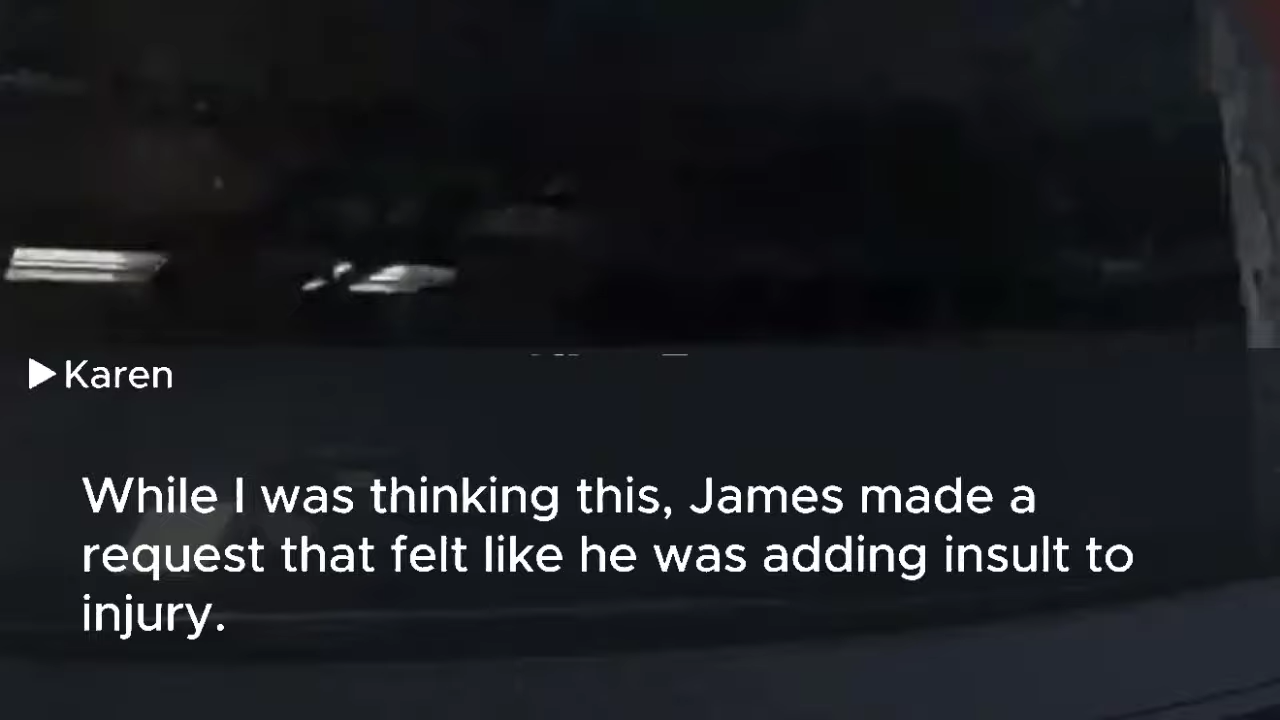 Karen
While I was thinking this, James made a
request that felt like he was adding insult to
injury.